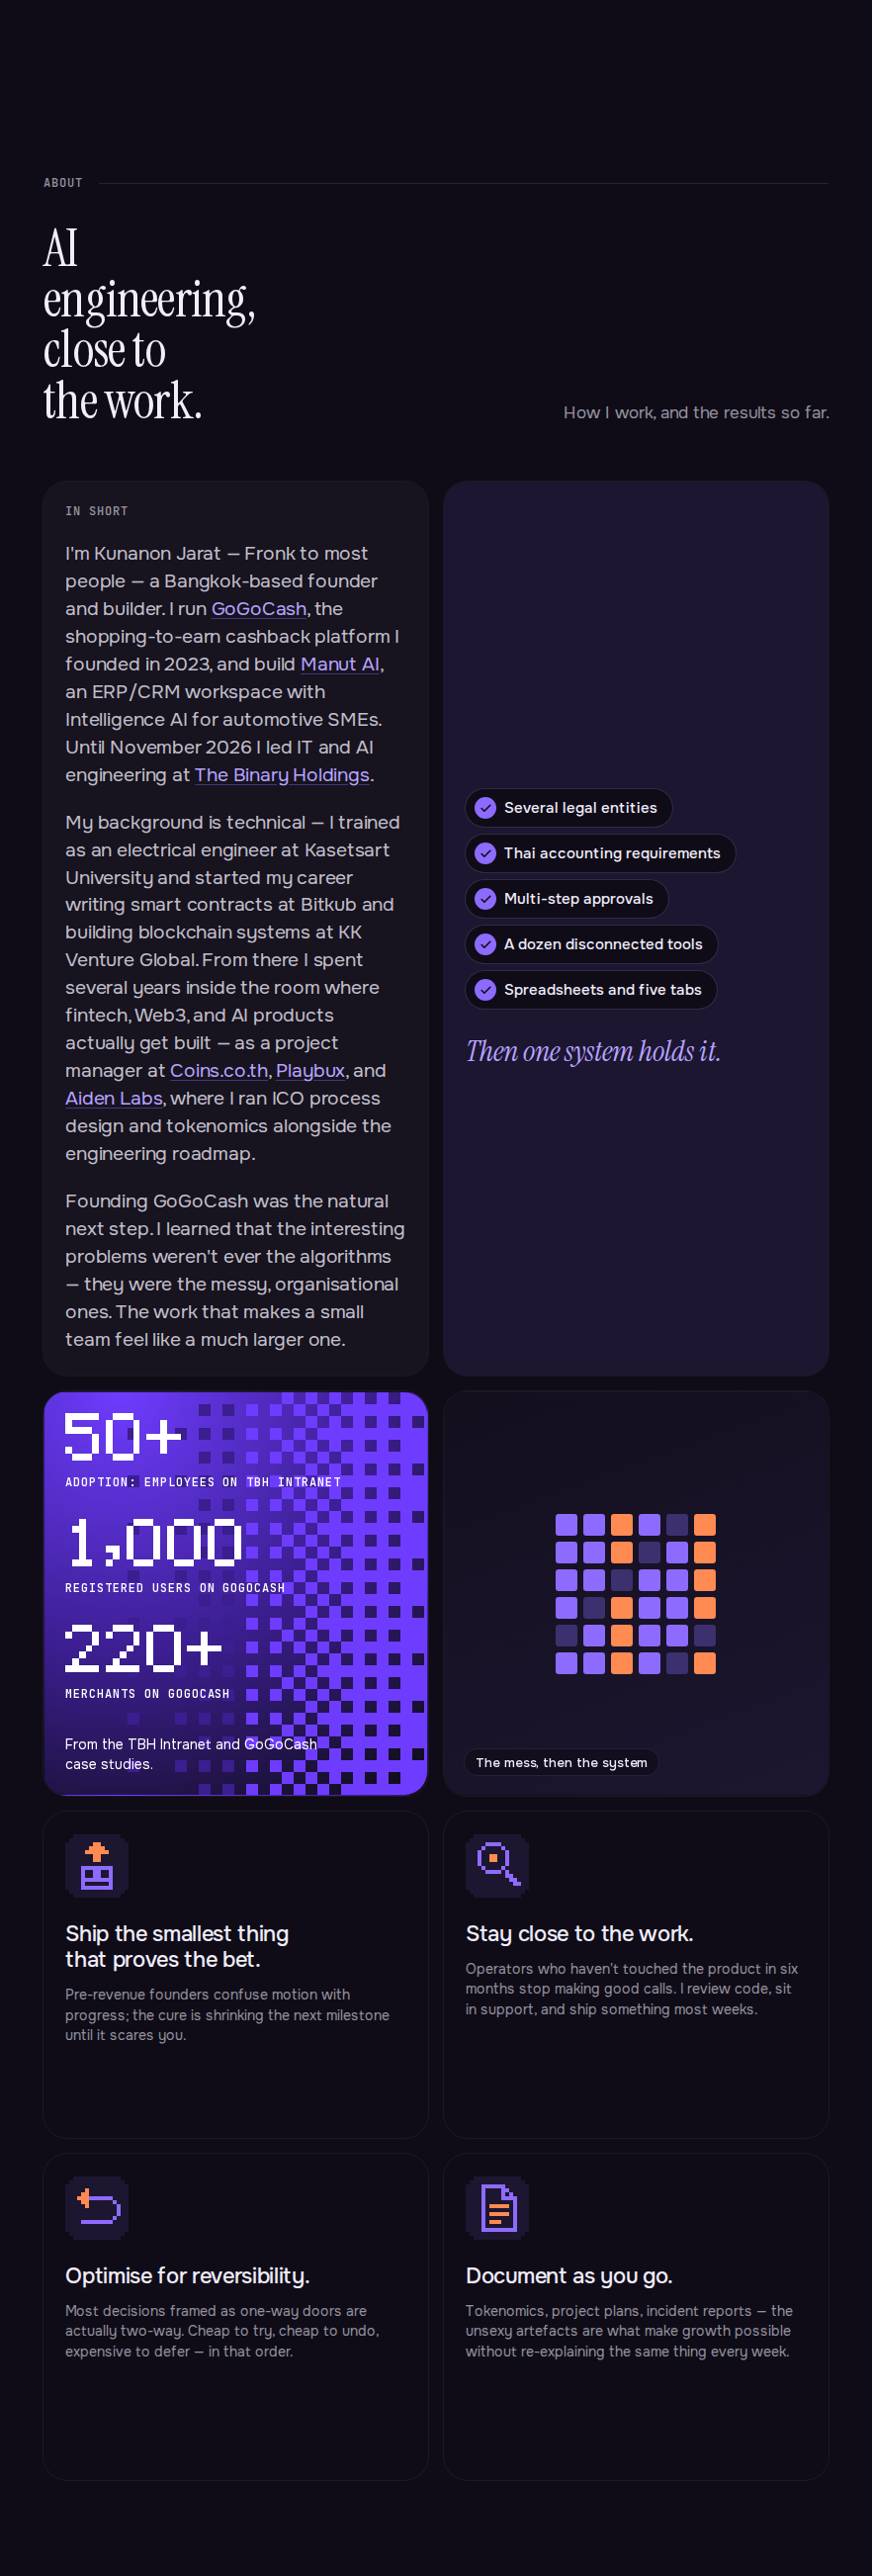 ABOUT
AI
engineering,
close to
the work.
How I work, and the results so far.
IN SHORT
I'm Kunanon Jarat — Fronk to most
people — a Bangkok-based founder
and builder. I run GoGoCash, the
shopping-to-earn cashback platform I
founded in 2023, and build Manut AI,
an ERP/CRM workspace with
Intelligence AI for automotive SMEs.
Until November 2026 I led IT and AI
engineering at The Binary Holdings.
My background is technical — I trained
as an electrical engineer at Kasetsart
University and started my career
writing smart contracts at Bitkub and
building blockchain systems at KK
Venture Global. From there I spent
several years inside the room where
fintech, Web3, and AI products
actually get built — as a project
manager at Coins.co.th, Playbux, and
Aiden Labs, where I ran ICO process
design and tokenomics alongside the
engineering roadmap.
Founding GoGoCash was the natural
next step. I learned that the interesting
problems weren't ever the algorithms
— they were the messy, organisational
ones. The work that makes a small
team feel like a much larger one.
Several legal entities
Thai accounting requirements
Multi-step approvals
A dozen disconnected tools
Spreadsheets and five tabs
Then one system holds it.
50+
ADOPTION: EMPLOYEES ON TBH INTRANET
1,000
REGISTERED USERS ON GOGOCASH
220+
MERCHANTS ON GOGOCASH
From the TBH Intranet and GoGoCash
case studies.
The mess, then the system
Ship the smallest thing
that proves the bet.
Pre-revenue founders confuse motion with
progress; the cure is shrinking the next milestone
until it scares you.
Stay close to the work.
Operators who haven't touched the product in six
months stop making good calls. I review code, sit
in support, and ship something most weeks.
Optimise for reversibility.
Most decisions framed as one-way doors are
actually two-way. Cheap to try, cheap to undo,
expensive to defer — in that order.
Document as you go.
Tokenomics, project plans, incident reports — the
unsexy artefacts are what make growth possible
without re-explaining the same thing every week.